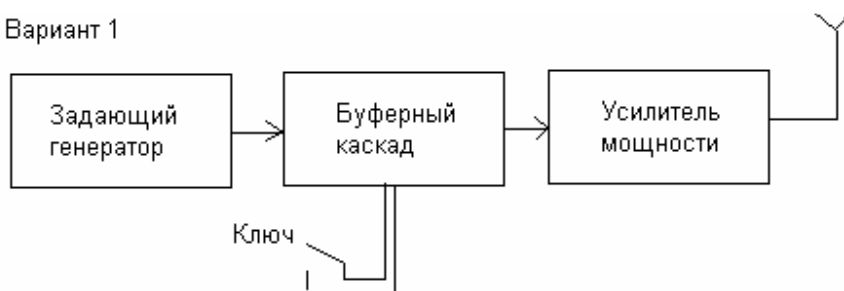 Вариант 1
Задающий
генератор
Буферный
каскад
Усилитель
мощности
Ключ